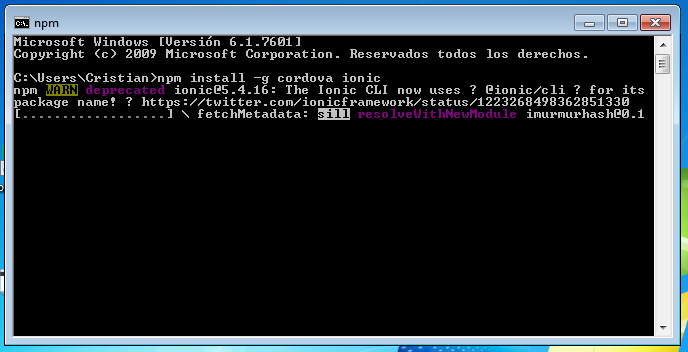 npm
Microsoft Windows [Versión 6.1.7601]
Copyright (c) 2009 Microsoft Corporation. Reservados todos los derechos.
C:\Users\Cristian>npm install -g cordova ionic
npm WARN deprecated ionic@5.4.16: The Ionic CLI now uses ? @ionic/cli ? for its
package name! ? https://twitter.com/ionicframework/status/1223268498362851330
[..................] \ fetchMetadata: sill resolveWithNewModule imurmurhash@0.1